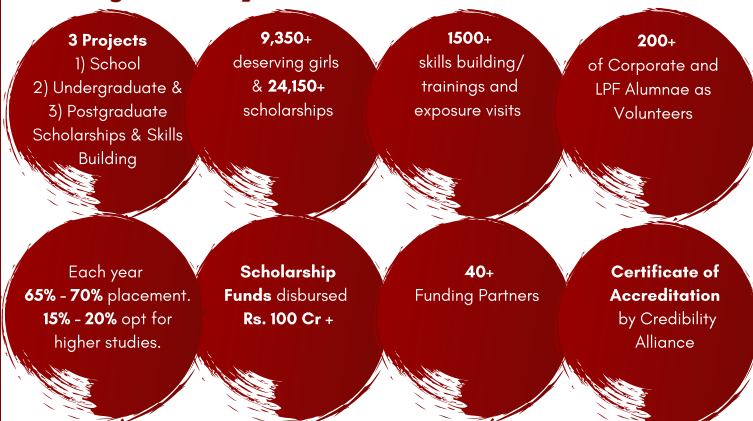 3 Projects
1) School
2) Undergraduate &
3) Postgraduate
Scholarships & Skills
Building
9,350+
deserving girls
& 24,150+
scholarships
1500+
skills building/
trainings and
exposure visits
200+
of Corporate and
LPF Alumnae as
Volunteers
Each year
65% - 70% placement.
15% - 20% opt for
higher studies.
Scholarship
Funds disbursed
Rs. 100 Cr +
40+
Funding Partners
Certificate of
Accreditation
by Credibility
Alliance